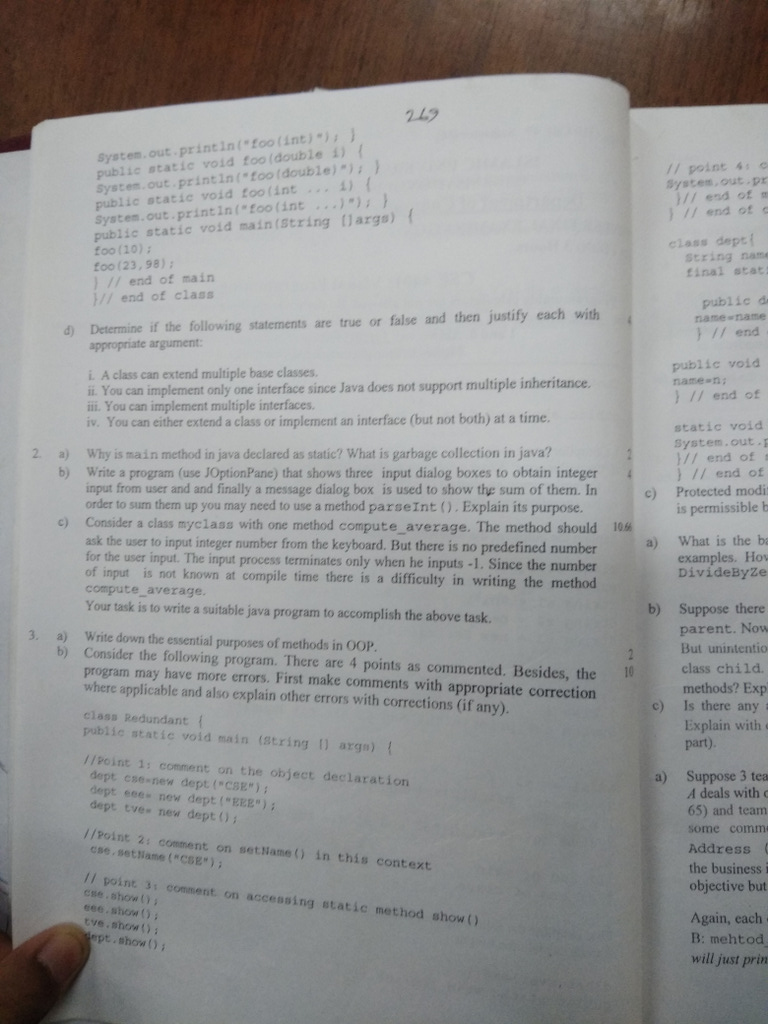 269
System.out.println("foo(int)"); }
public static void foo(double i) {
System.out.println("foo(double)"); }
public static void foo(int ... i) {
System.out.println("foo(int ...)"); }
public static void main(String []args) {
foo(10);
foo(23,98);
} // end of main
}// end of class
d) Determine if the following statements are true or false and then justify each with 4
appropriate argument:
i. A class can extend multiple base classes.
ii. You can implement only one interface since Java does not support multiple inheritance.
iii. You can implement multiple interfaces.
iv. You can either extend a class or implement an interface (but not both) at a time.
2. a) Why is main method in java declared as static? What is garbage collection in java? 2
b) Write a program (use JOptionPane) that shows three input dialog boxes to obtain integer 4
input from user and and finally a message dialog box is used to show the sum of them. In
order to sum them up you may need to use a method parseInt(). Explain its purpose.
c) Consider a class myclass with one method compute_average. The method should 10.66
ask the user to input integer number from the keyboard. But there is no predefined number
for the user input. The input process terminates only when he inputs -1. Since the number
of input is not known at compile time there is a difficulty in writing the method
compute_average.
Your task is to write a suitable java program to accomplish the above task.
3. a) Write down the essential purposes of methods in OOP. 2
b) Consider the following program. There are 4 points as commented. Besides, the 10
program may have more errors. First make comments with appropriate correction
where applicable and also explain other errors with corrections (if any).
class Redundant {
public static void main (String [] args) {
//Point 1: comment on the object declaration
dept cse=new dept("CSE");
dept eee= new dept("EEE");
dept tve= new dept();
//Point 2: comment on setName() in this context
cse.setName("CSE");
// point 3: comment on accessing static method show()
cse.show();
eee.show();
tve.show();
dept.show();
// point 4: c
System.out.pr
}// end of m
} // end of c
class dept{
String name
final stati
public d
name=name
} // end
public void
name=n;
} // end of
static void
System.out.p
}// end of
} // end of
c) Protected modi
is permissible b
a) What is the ba
examples. How
DivideByZe
b) Suppose there
parent. Now
But unintentio
class child.
methods? Exp
c) Is there any
Explain with
part).
a) Suppose 3 tea
A deals with c
65) and team
some comm
Address (
the business i
objective but
Again, each
B: mehtod_
will just prin